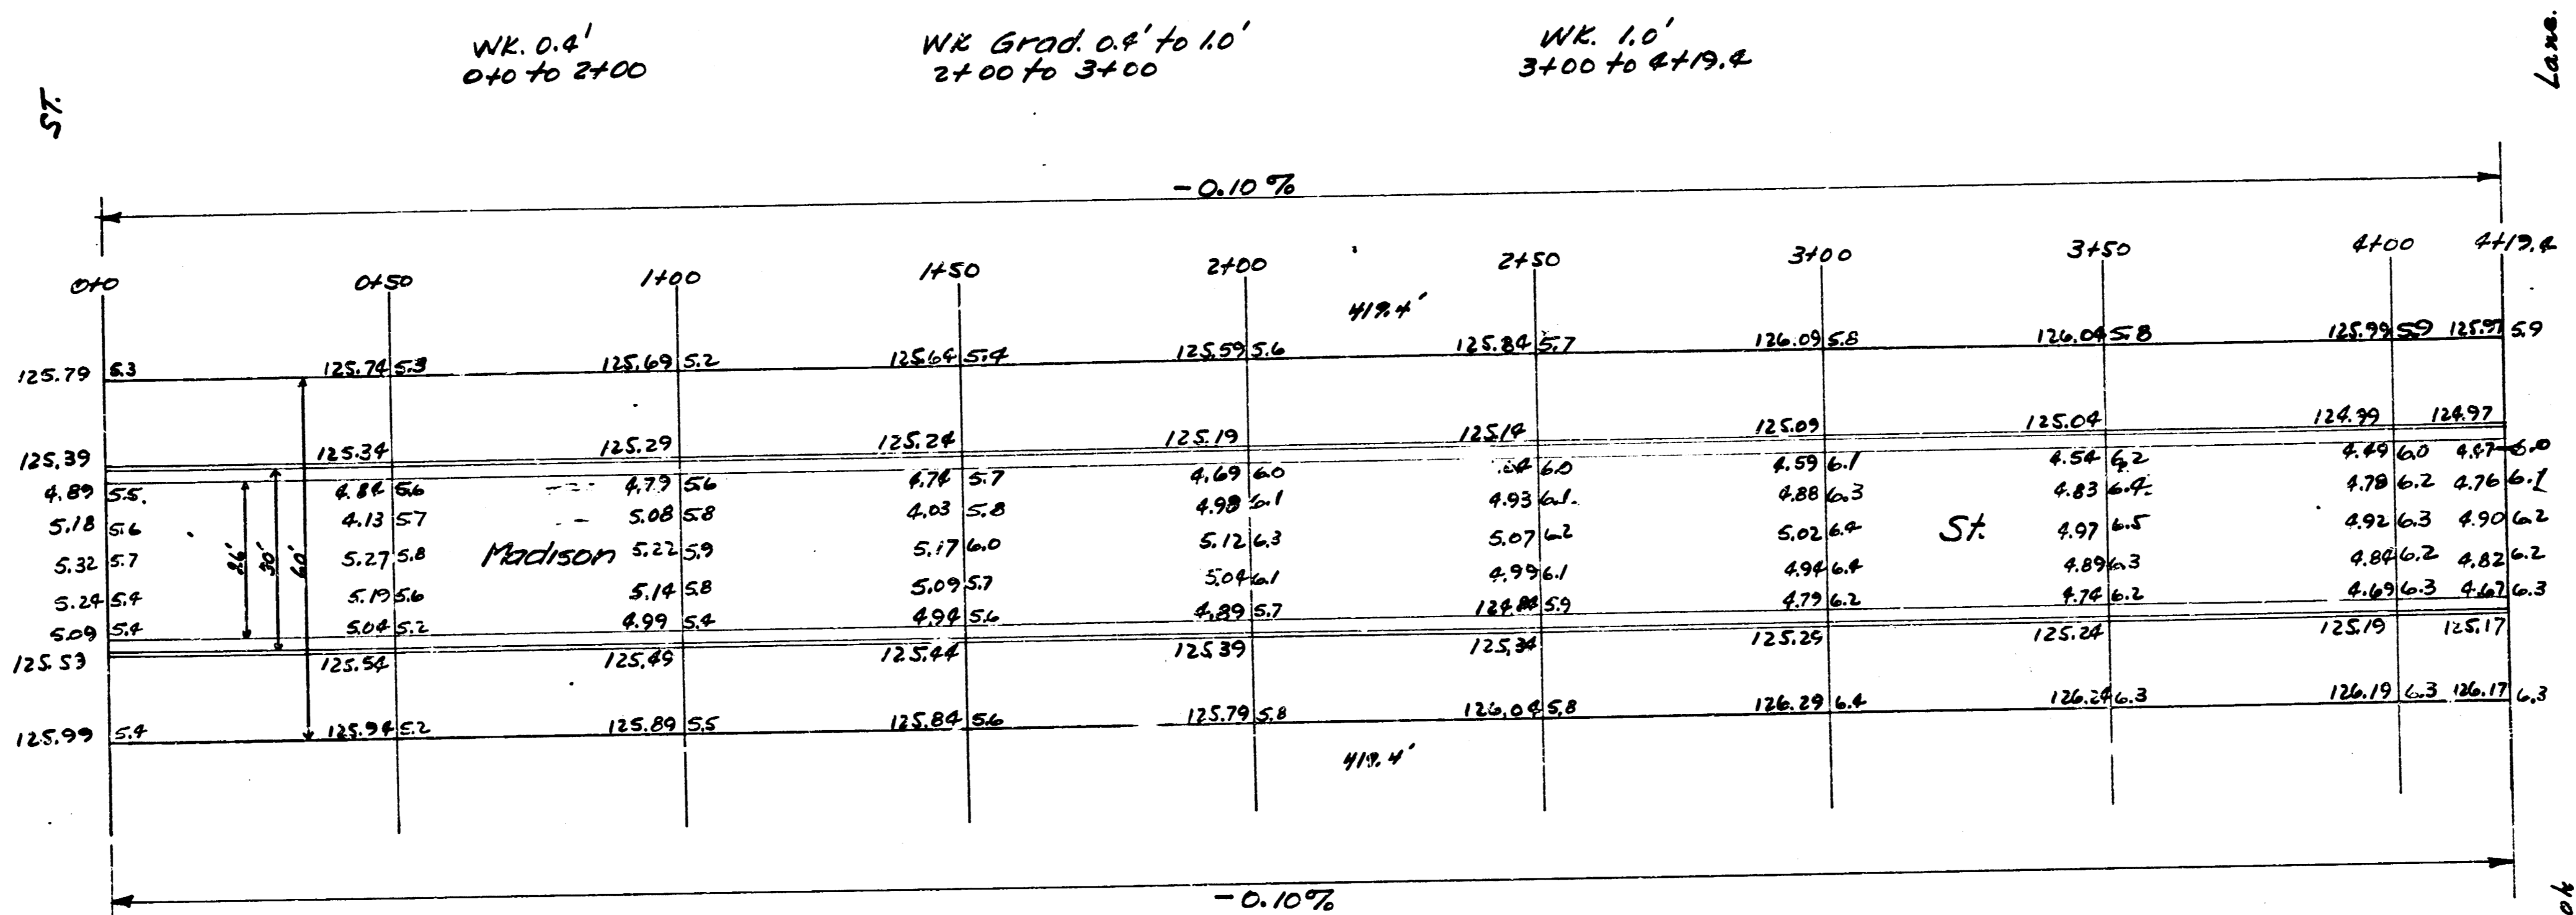 WK. 0.4' WK Grad. 0.4' to 1.0' WK. 1.0'
0+0 to 2+00 2+00 to 3+00 3+00 to 4+19.4
ST. Lane.
-0.10%
0+0 0+50 1+00 1+50 2+00 2+50 3+00 3+50 4+00 4+19.4
419.4'
125.79 5.3 125.74 5.3 125.69 5.2 125.64 5.4 125.59 5.6 125.84 5.7 126.09 5.8 126.04 5.8 125.99 5.9 125.97 5.9
125.39 125.34 125.29 125.24 125.19 125.14 125.09 125.04 124.99 124.97
4.89 5.5 4.84 5.6 4.79 5.6 4.74 5.7 4.69 6.0 6.0 4.59 6.1 4.54 6.2 4.49 6.0 4.47 6.0
5.18 5.6 4.13 5.7 5.08 5.8 4.03 5.8 4.98 6.1 4.93 6.1 4.88 6.3 4.83 6.4 4.78 6.2 4.76 6.1
5.32 5.7 5.27 5.8 Madison 5.22 5.9 5.17 6.0 5.12 6.3 5.07 6.2 5.02 6.4 St. 4.97 6.5 4.92 6.3 4.90 6.2
26' 30' 60'
5.24 5.4 5.19 5.6 5.14 5.8 5.09 5.7 5.04 6.1 4.99 6.1 4.94 6.4 4.89 6.3 4.84 6.2 4.82 6.2
5.09 5.4 5.04 5.2 4.99 5.4 4.94 5.6 4.89 5.7 124.84 5.9 4.79 6.2 4.74 6.2 4.69 6.3 4.67 6.3
125.53 125.54 125.49 125.44 125.39 125.34 125.29 125.24 125.19 125.17
125.99 5.4 125.94 5.2 125.89 5.5 125.84 5.6 125.79 5.8 126.04 5.8 126.29 6.4 126.24 6.3 126.19 6.3 126.17 6.3
419.4'
-0.10%
ok